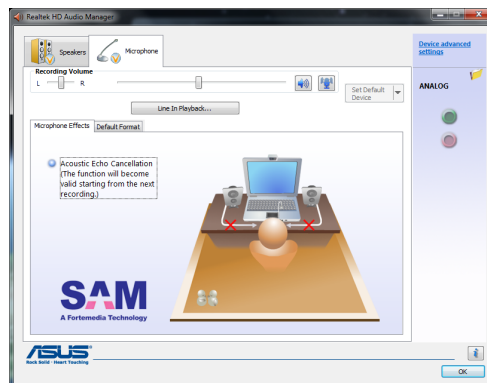 Realtek HD Audio Manager
Speakers
Microphone
Device advanced
settings
Recording Volume
L
R
Set Default
Device
ANALOG
Line In Playback...
Microphone Effects
Default Format
Acoustic Echo Cancellation
(The function will become
valid starting from the next
recording.)
SAM
A Fortemedia Technology
ASUS
Rock Solid · Heart Touching
i
OK